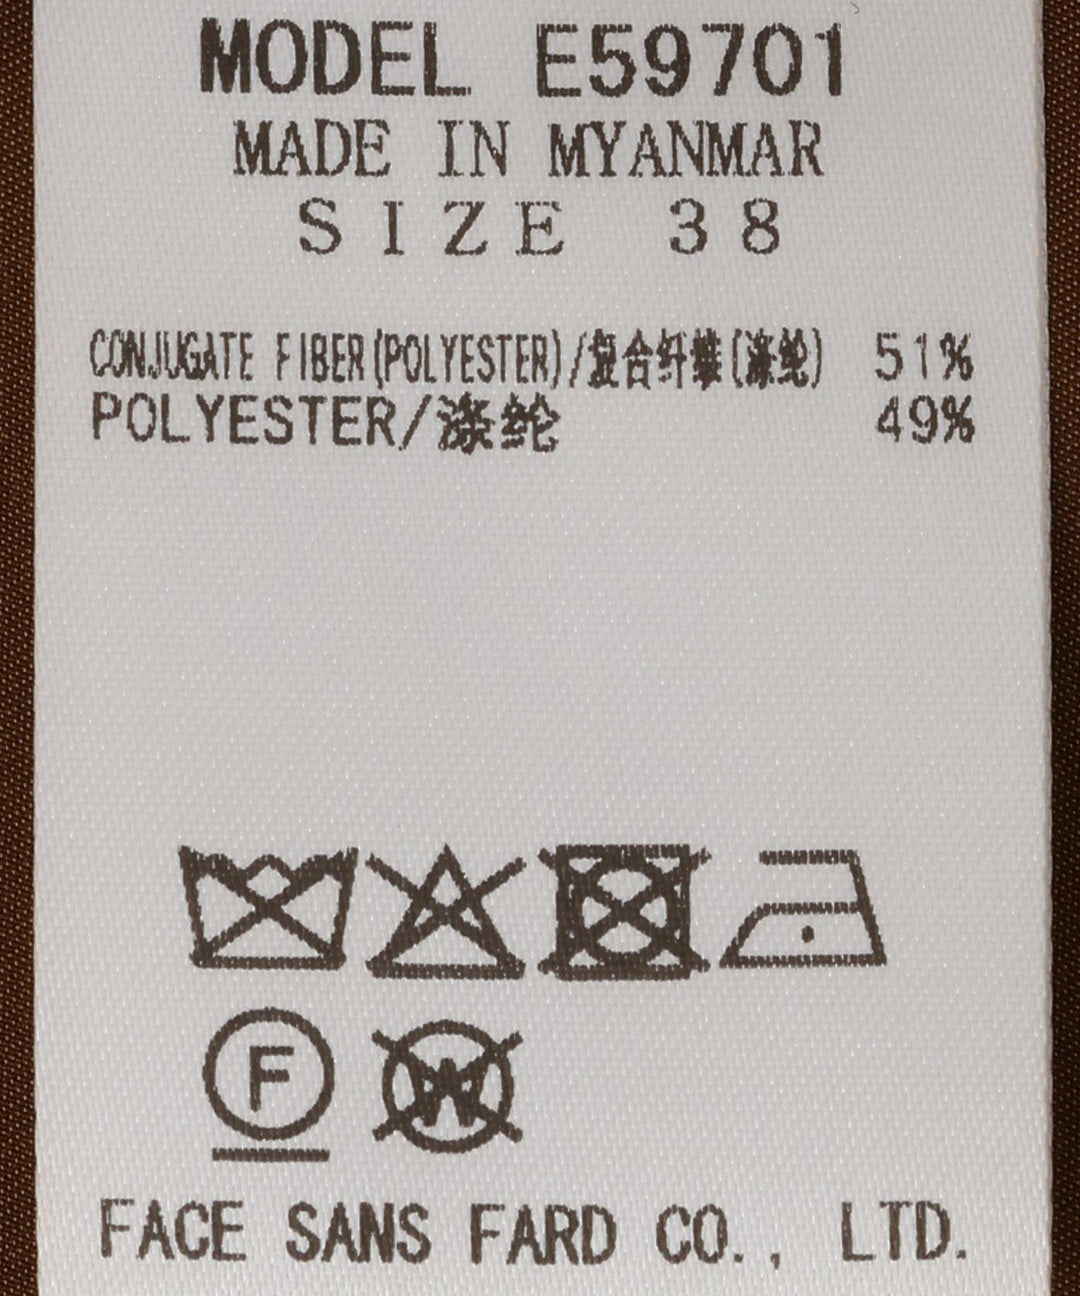 MODEL E59701
MADE IN MYANMAR
SIZE 38
CONJUGATE FIBER(POLYESTER)/复合纤维(涤纶) 51%
POLYESTER/涤纶 49%
F
W
FACE SANS FARD CO., LTD.